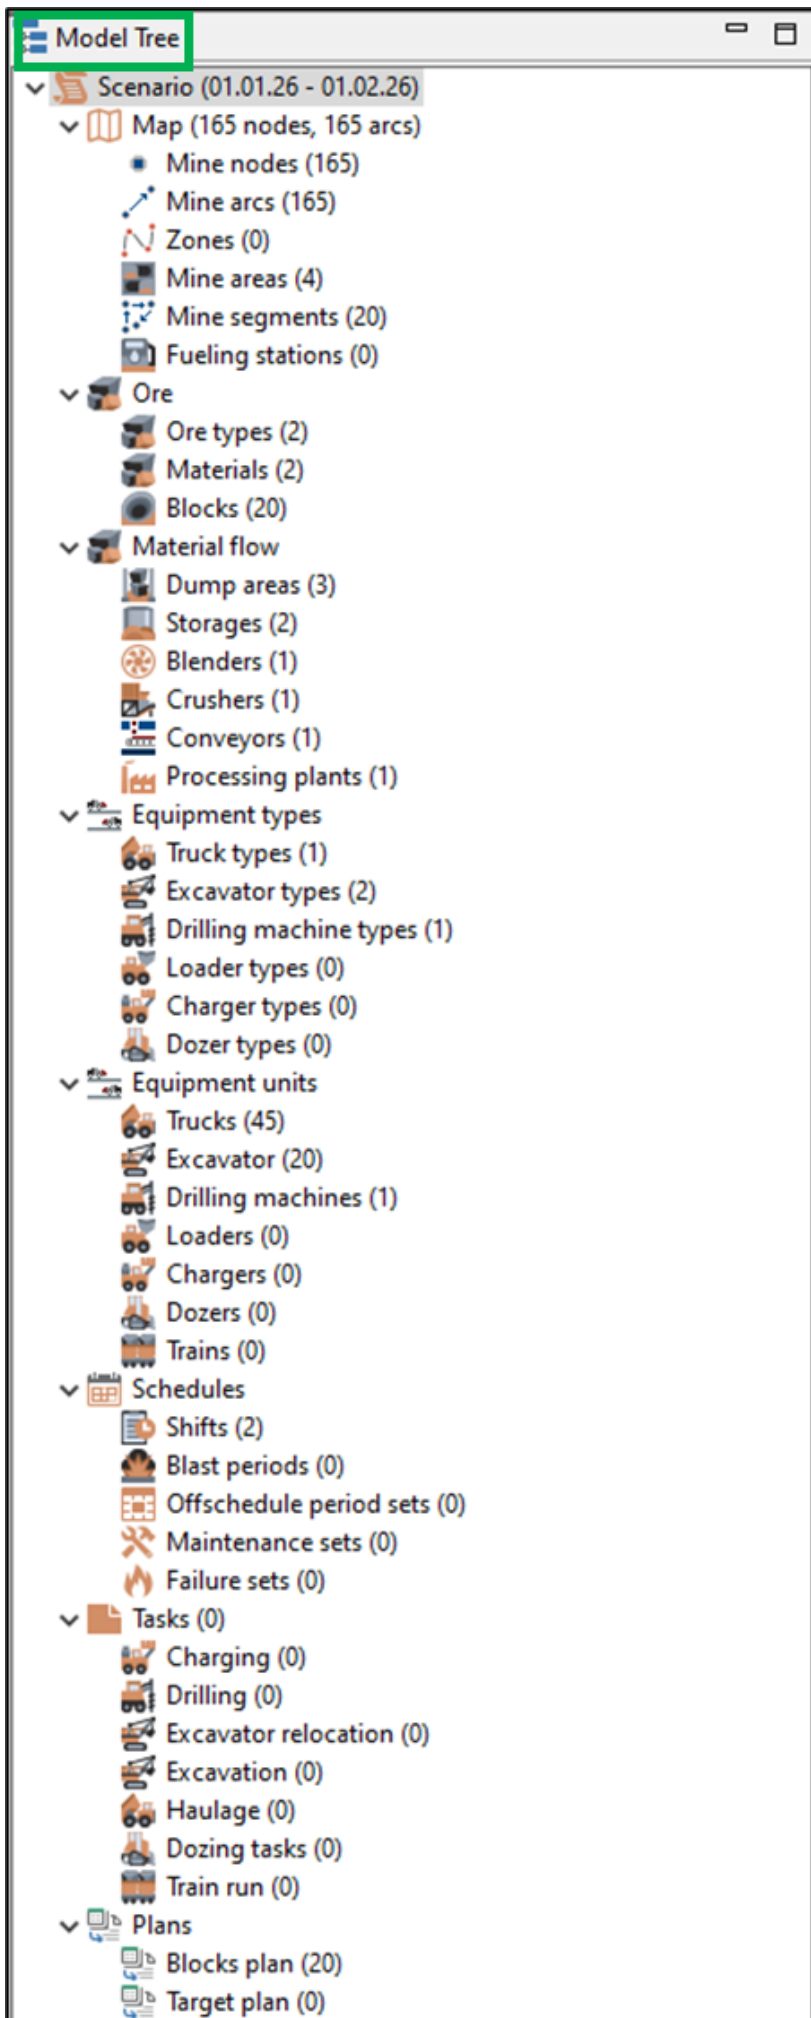 Model Tree
Scenario (01.01.26 - 01.02.26)
Map (165 nodes, 165 arcs)
Mine nodes (165)
Mine arcs (165)
Zones (0)
Mine areas (4)
Mine segments (20)
Fueling stations (0)
Ore
Ore types (2)
Materials (2)
Blocks (20)
Material flow
Dump areas (3)
Storages (2)
Blenders (1)
Crushers (1)
Conveyors (1)
Processing plants (1)
Equipment types
Truck types (1)
Excavator types (2)
Drilling machine types (1)
Loader types (0)
Charger types (0)
Dozer types (0)
Equipment units
Trucks (45)
Excavator (20)
Drilling machines (1)
Loaders (0)
Chargers (0)
Dozers (0)
Trains (0)
Schedules
Shifts (2)
Blast periods (0)
Offschedule period sets (0)
Maintenance sets (0)
Failure sets (0)
Tasks (0)
Charging (0)
Drilling (0)
Excavator relocation (0)
Excavation (0)
Haulage (0)
Dozing tasks (0)
Train run (0)
Plans
Blocks plan (20)
Target plan (0)